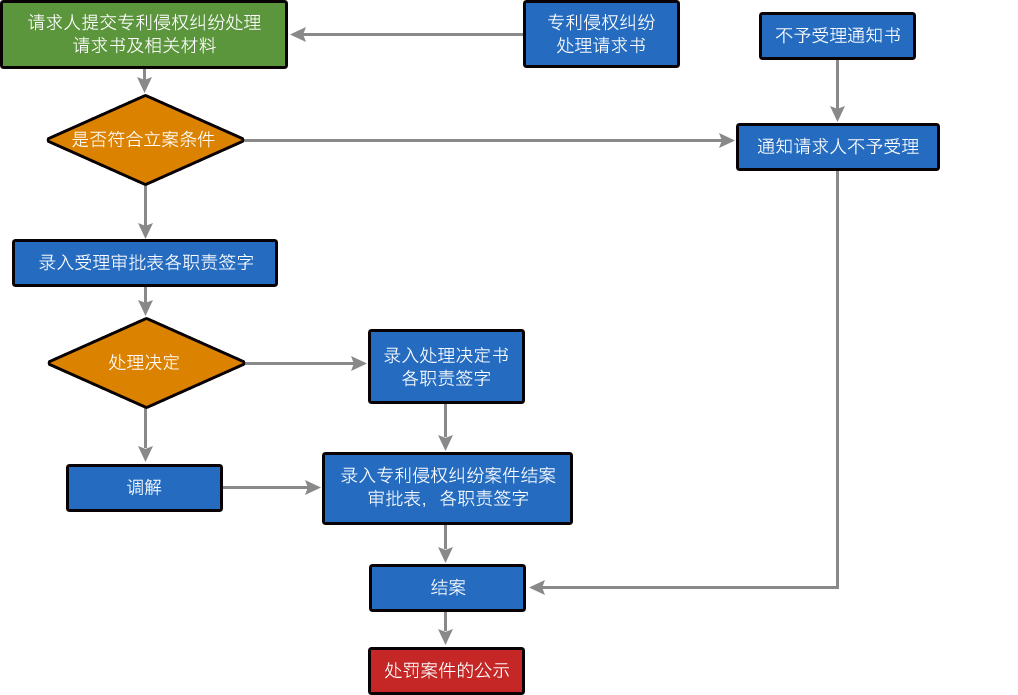 请求人提交专利侵权纠纷处理
请求书及相关材料
专利侵权纠纷
处理请求书
不予受理通知书
是否符合立案条件
通知请求人不予受理
录入受理审批表各职责签字
处理决定
录入处理决定书
各职责签字
调解
录入专利侵权纠纷案件结案
审批表，各职责签字
结案
处罚案件的公示